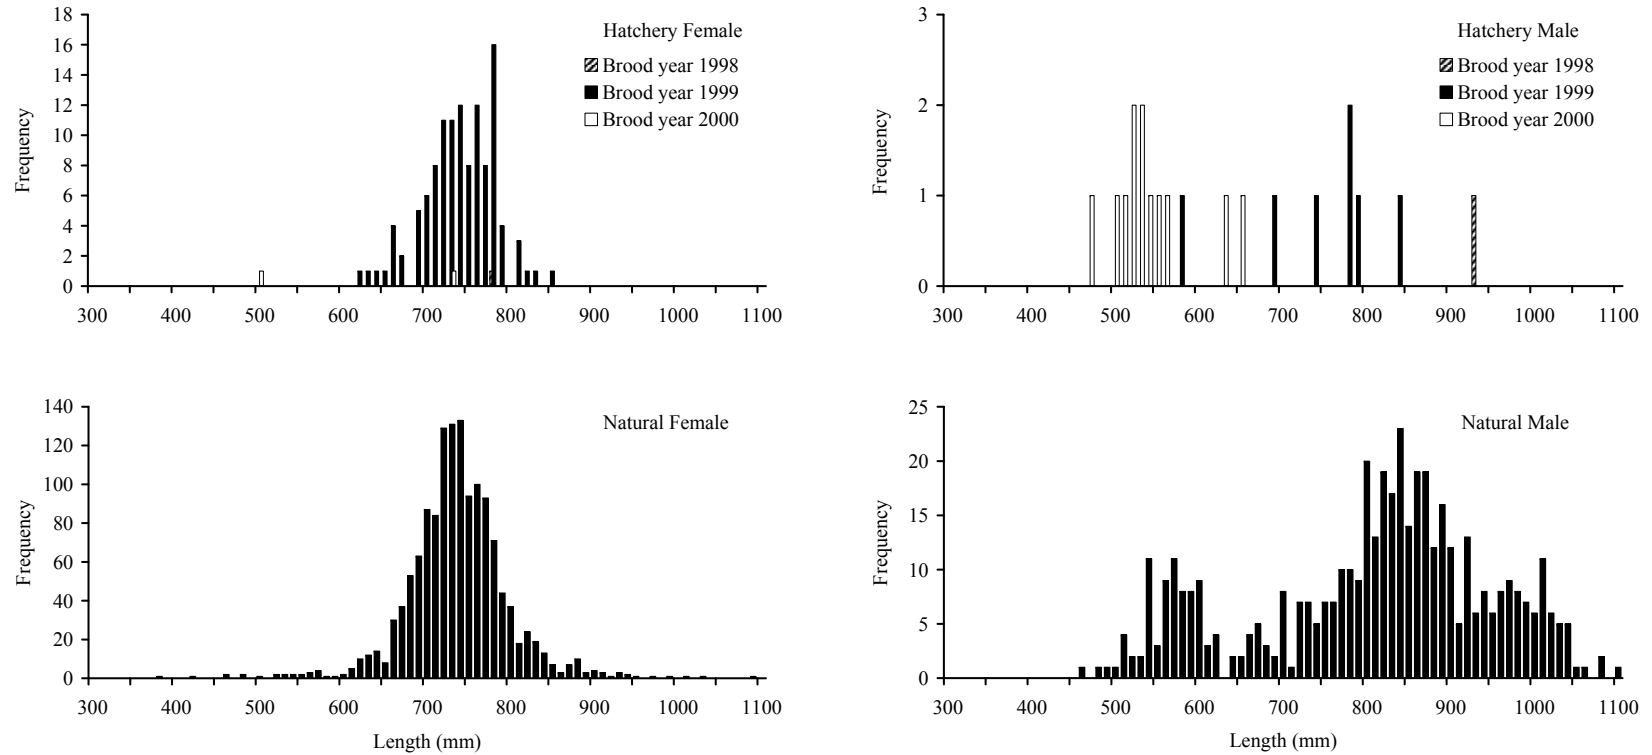 18
16
14
12
10
8
6
4
2
0
Frequency
Hatchery Female
Brood year 1998
Brood year 1999
Brood year 2000
300 400 500 600 700 800 900 1000 1100
3
2
1
0
Frequency
Hatchery Male
Brood year 1998
Brood year 1999
Brood year 2000
300 400 500 600 700 800 900 1000 1100
140
120
100
80
60
40
20
0
Frequency
Natural Female
300 400 500 600 700 800 900 1000 1100
Length (mm)
25
20
15
10
5
0
Frequency
Natural Male
300 400 500 600 700 800 900 1000 1100
Length (mm)